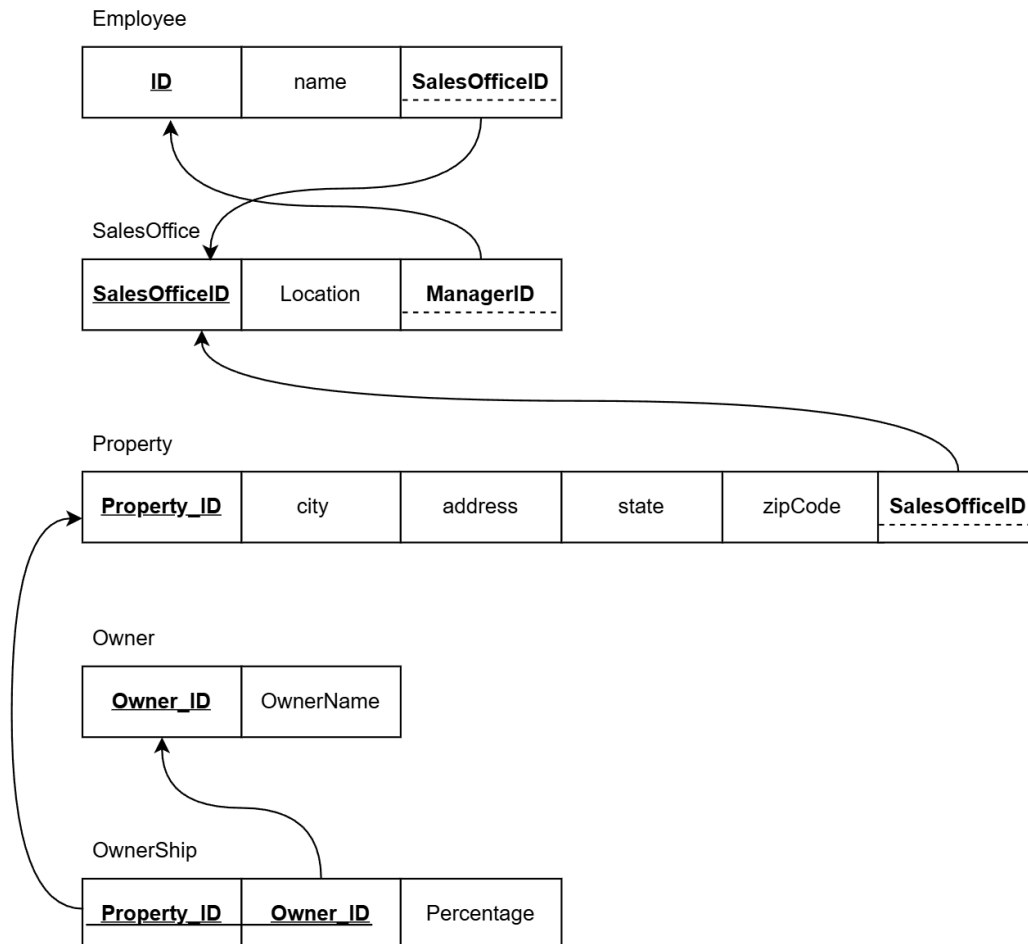 Employee
ID name SalesOfficeID
SalesOffice
SalesOfficeID Location ManagerID
Property
Property_ID city address state zipCode SalesOfficeID
Owner
Owner_ID OwnerName
OwnerShip
Property_ID Owner_ID Percentage